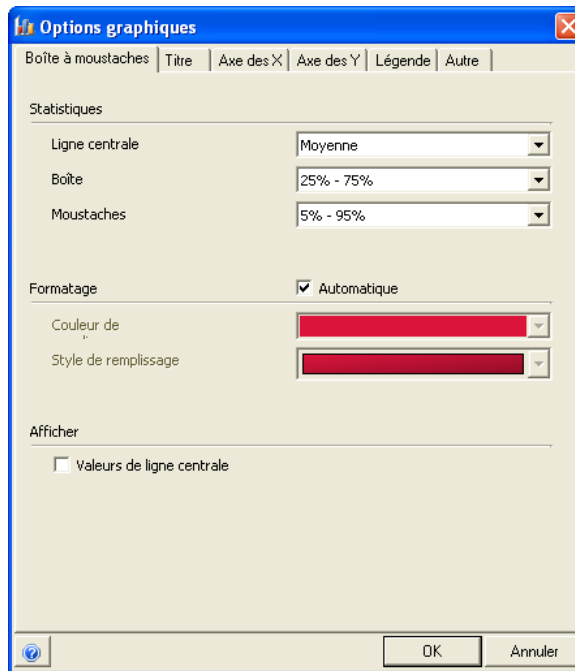 Options graphiques
Boîte à moustaches Titre Axe des X Axe des Y Légende Autre
Statistiques
Ligne centrale Moyenne
Boîte 25% - 75%
Moustaches 5% - 95%
Formatage Automatique
Couleur de
Style de remplissage
Afficher
Valeurs de ligne centrale
? OK Annuler